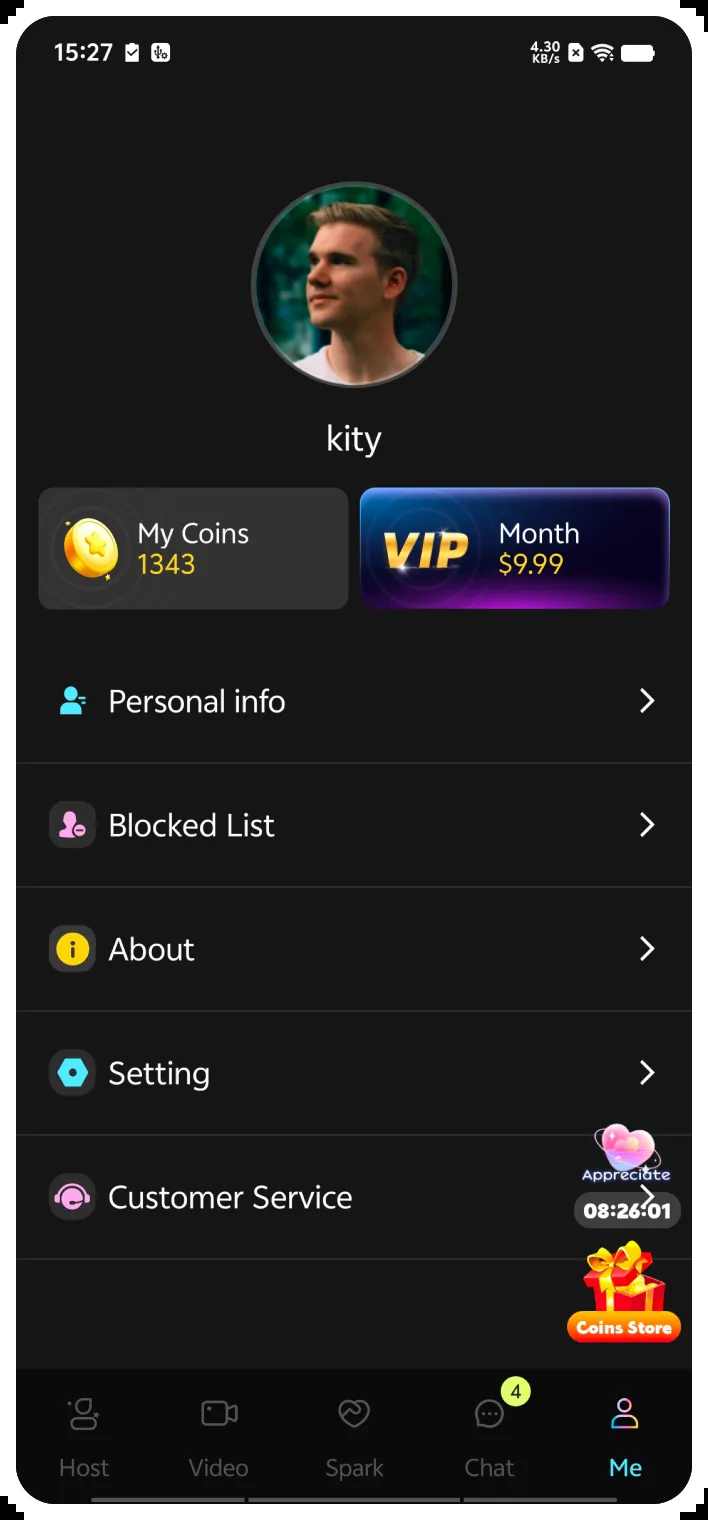 15:27
4.30
KB/s
kity
My Coins
1343
VIP
Month
$9.99
Personal info
Blocked List
About
Setting
Appreciate
Customer Service
08:26:01
Coins Store
4
Host
Video
Spark
Chat
Me